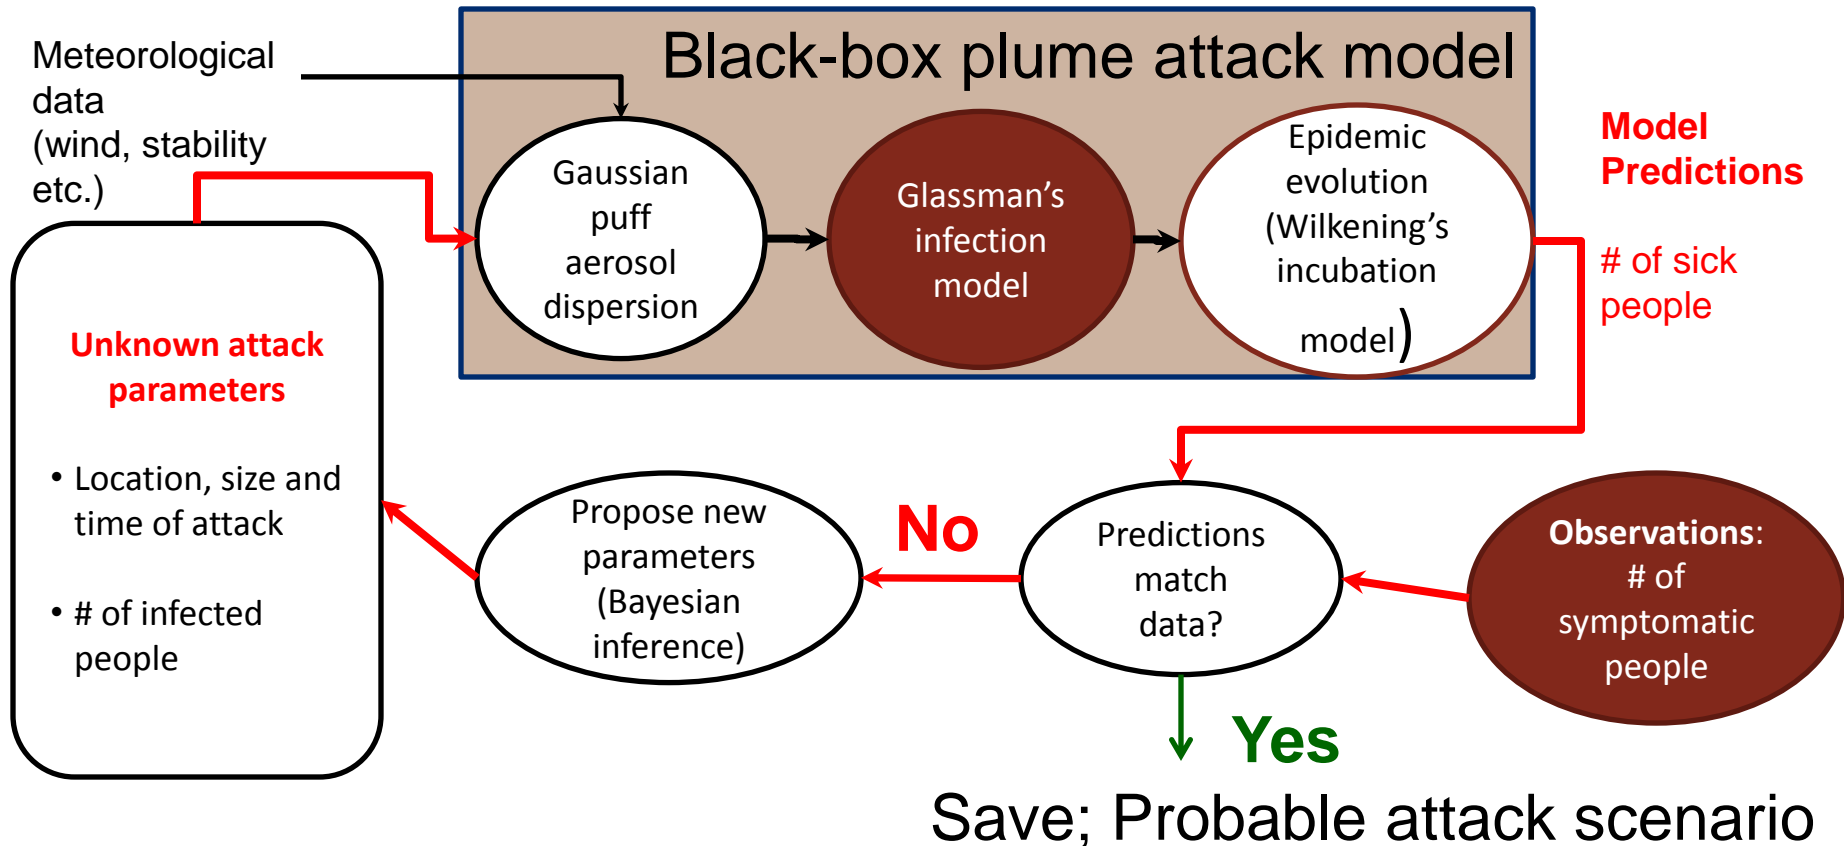 Black-box plume attack model
Meteorological
data
(wind, stability
etc.)
Gaussian
puff
aerosol
dispersion
Glassman’s
infection
model
Epidemic
evolution
(Wilkening’s
incubation
model)
Model
Predictions
# of sick
people
Unknown attack
parameters
• Location, size and
time of attack
• # of infected
people
Propose new
parameters
(Bayesian
inference)
No
Predictions
match
data?
Observations:
# of
symptomatic
people
Yes
Save; Probable attack scenario